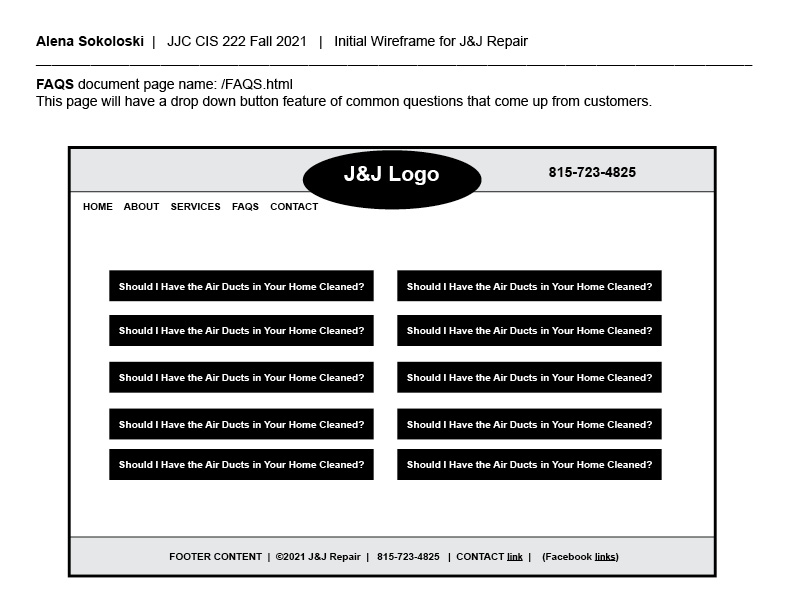 Alena Sokoloski | JJC CIS 222 Fall 2021 | Initial Wireframe for J&J Repair
FAQS document page name: /FAQS.html
This page will have a drop down button feature of common questions that come up from customers.
J&J Logo
815-723-4825
HOME ABOUT SERVICES FAQS CONTACT
Should I Have the Air Ducts in Your Home Cleaned? Should I Have the Air Ducts in Your Home Cleaned?
Should I Have the Air Ducts in Your Home Cleaned? Should I Have the Air Ducts in Your Home Cleaned?
Should I Have the Air Ducts in Your Home Cleaned? Should I Have the Air Ducts in Your Home Cleaned?
Should I Have the Air Ducts in Your Home Cleaned? Should I Have the Air Ducts in Your Home Cleaned?
Should I Have the Air Ducts in Your Home Cleaned? Should I Have the Air Ducts in Your Home Cleaned?
FOOTER CONTENT | ©2021 J&J Repair | 815-723-4825 | CONTACT link | (Facebook links)